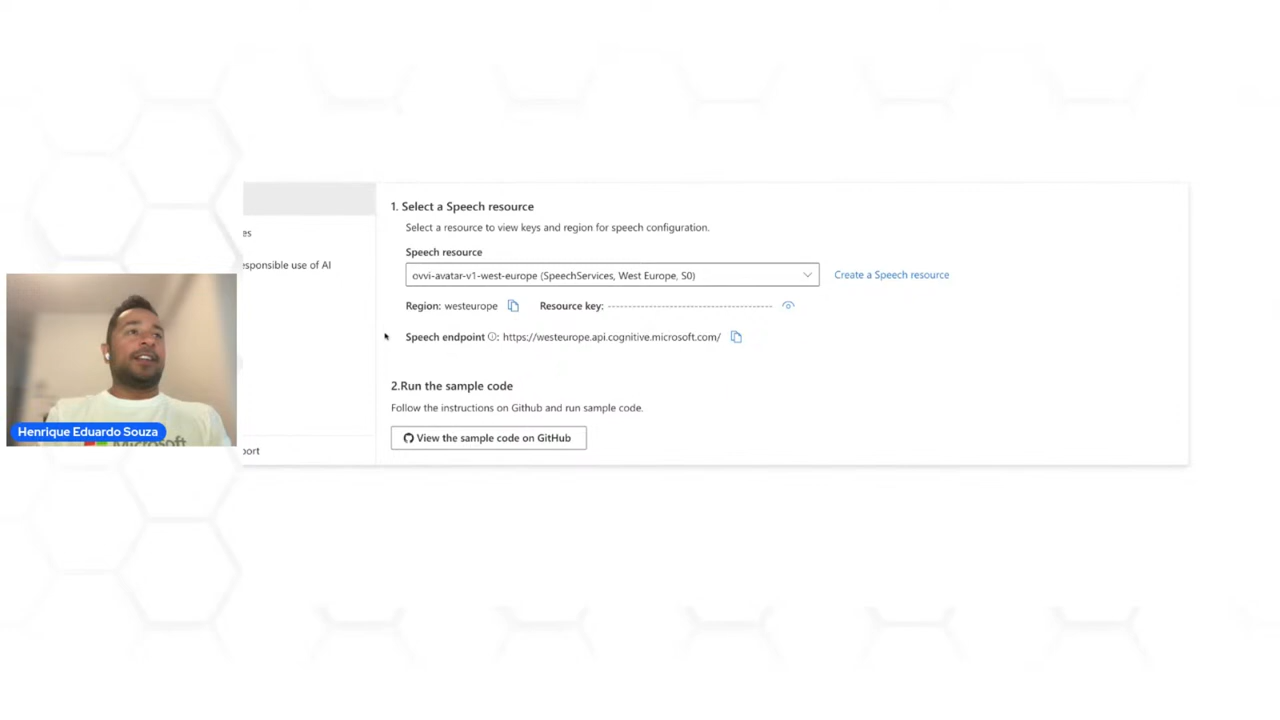 1. Select a Speech resource
Select a resource to view keys and region for speech configuration.
es
Speech resource
esponsible use of AI
ovvi-avatar-v1-west-europe (SpeechServices, West Europe, S0)
Create a Speech resource
Region: westeurope
Resource key:
Speech endpoint : https://westeurope.api.cognitive.microsoft.com/
2.Run the sample code
Follow the instructions on Github and run sample code.
View the sample code on GitHub
ort
Henrique Eduardo Souza
Microsoft